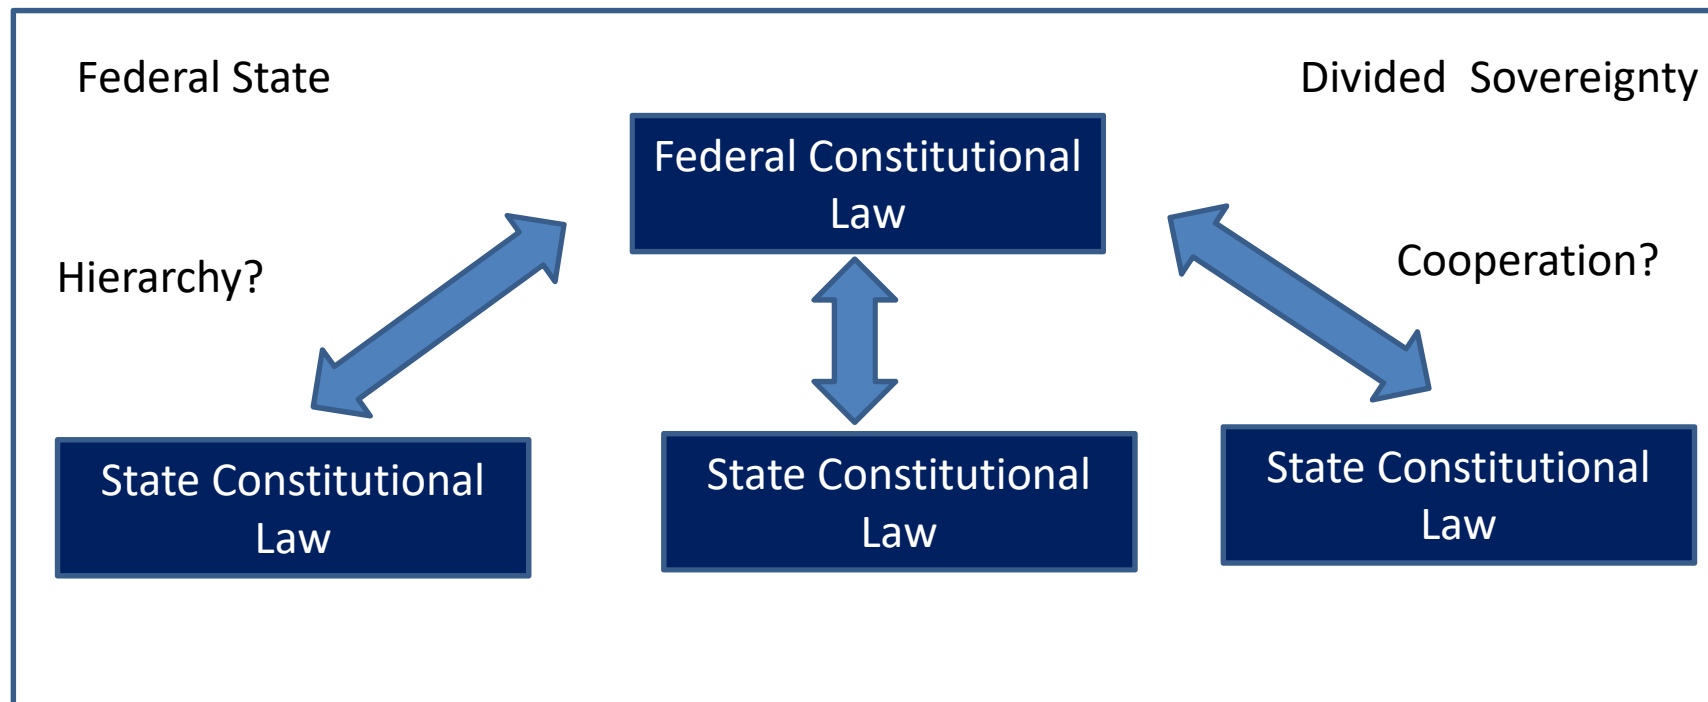 Federal State
Divided  Sovereignty
Federal Constitutional
Law
Hierarchy?
Cooperation?
State Constitutional
Law
State Constitutional
Law
State Constitutional
Law